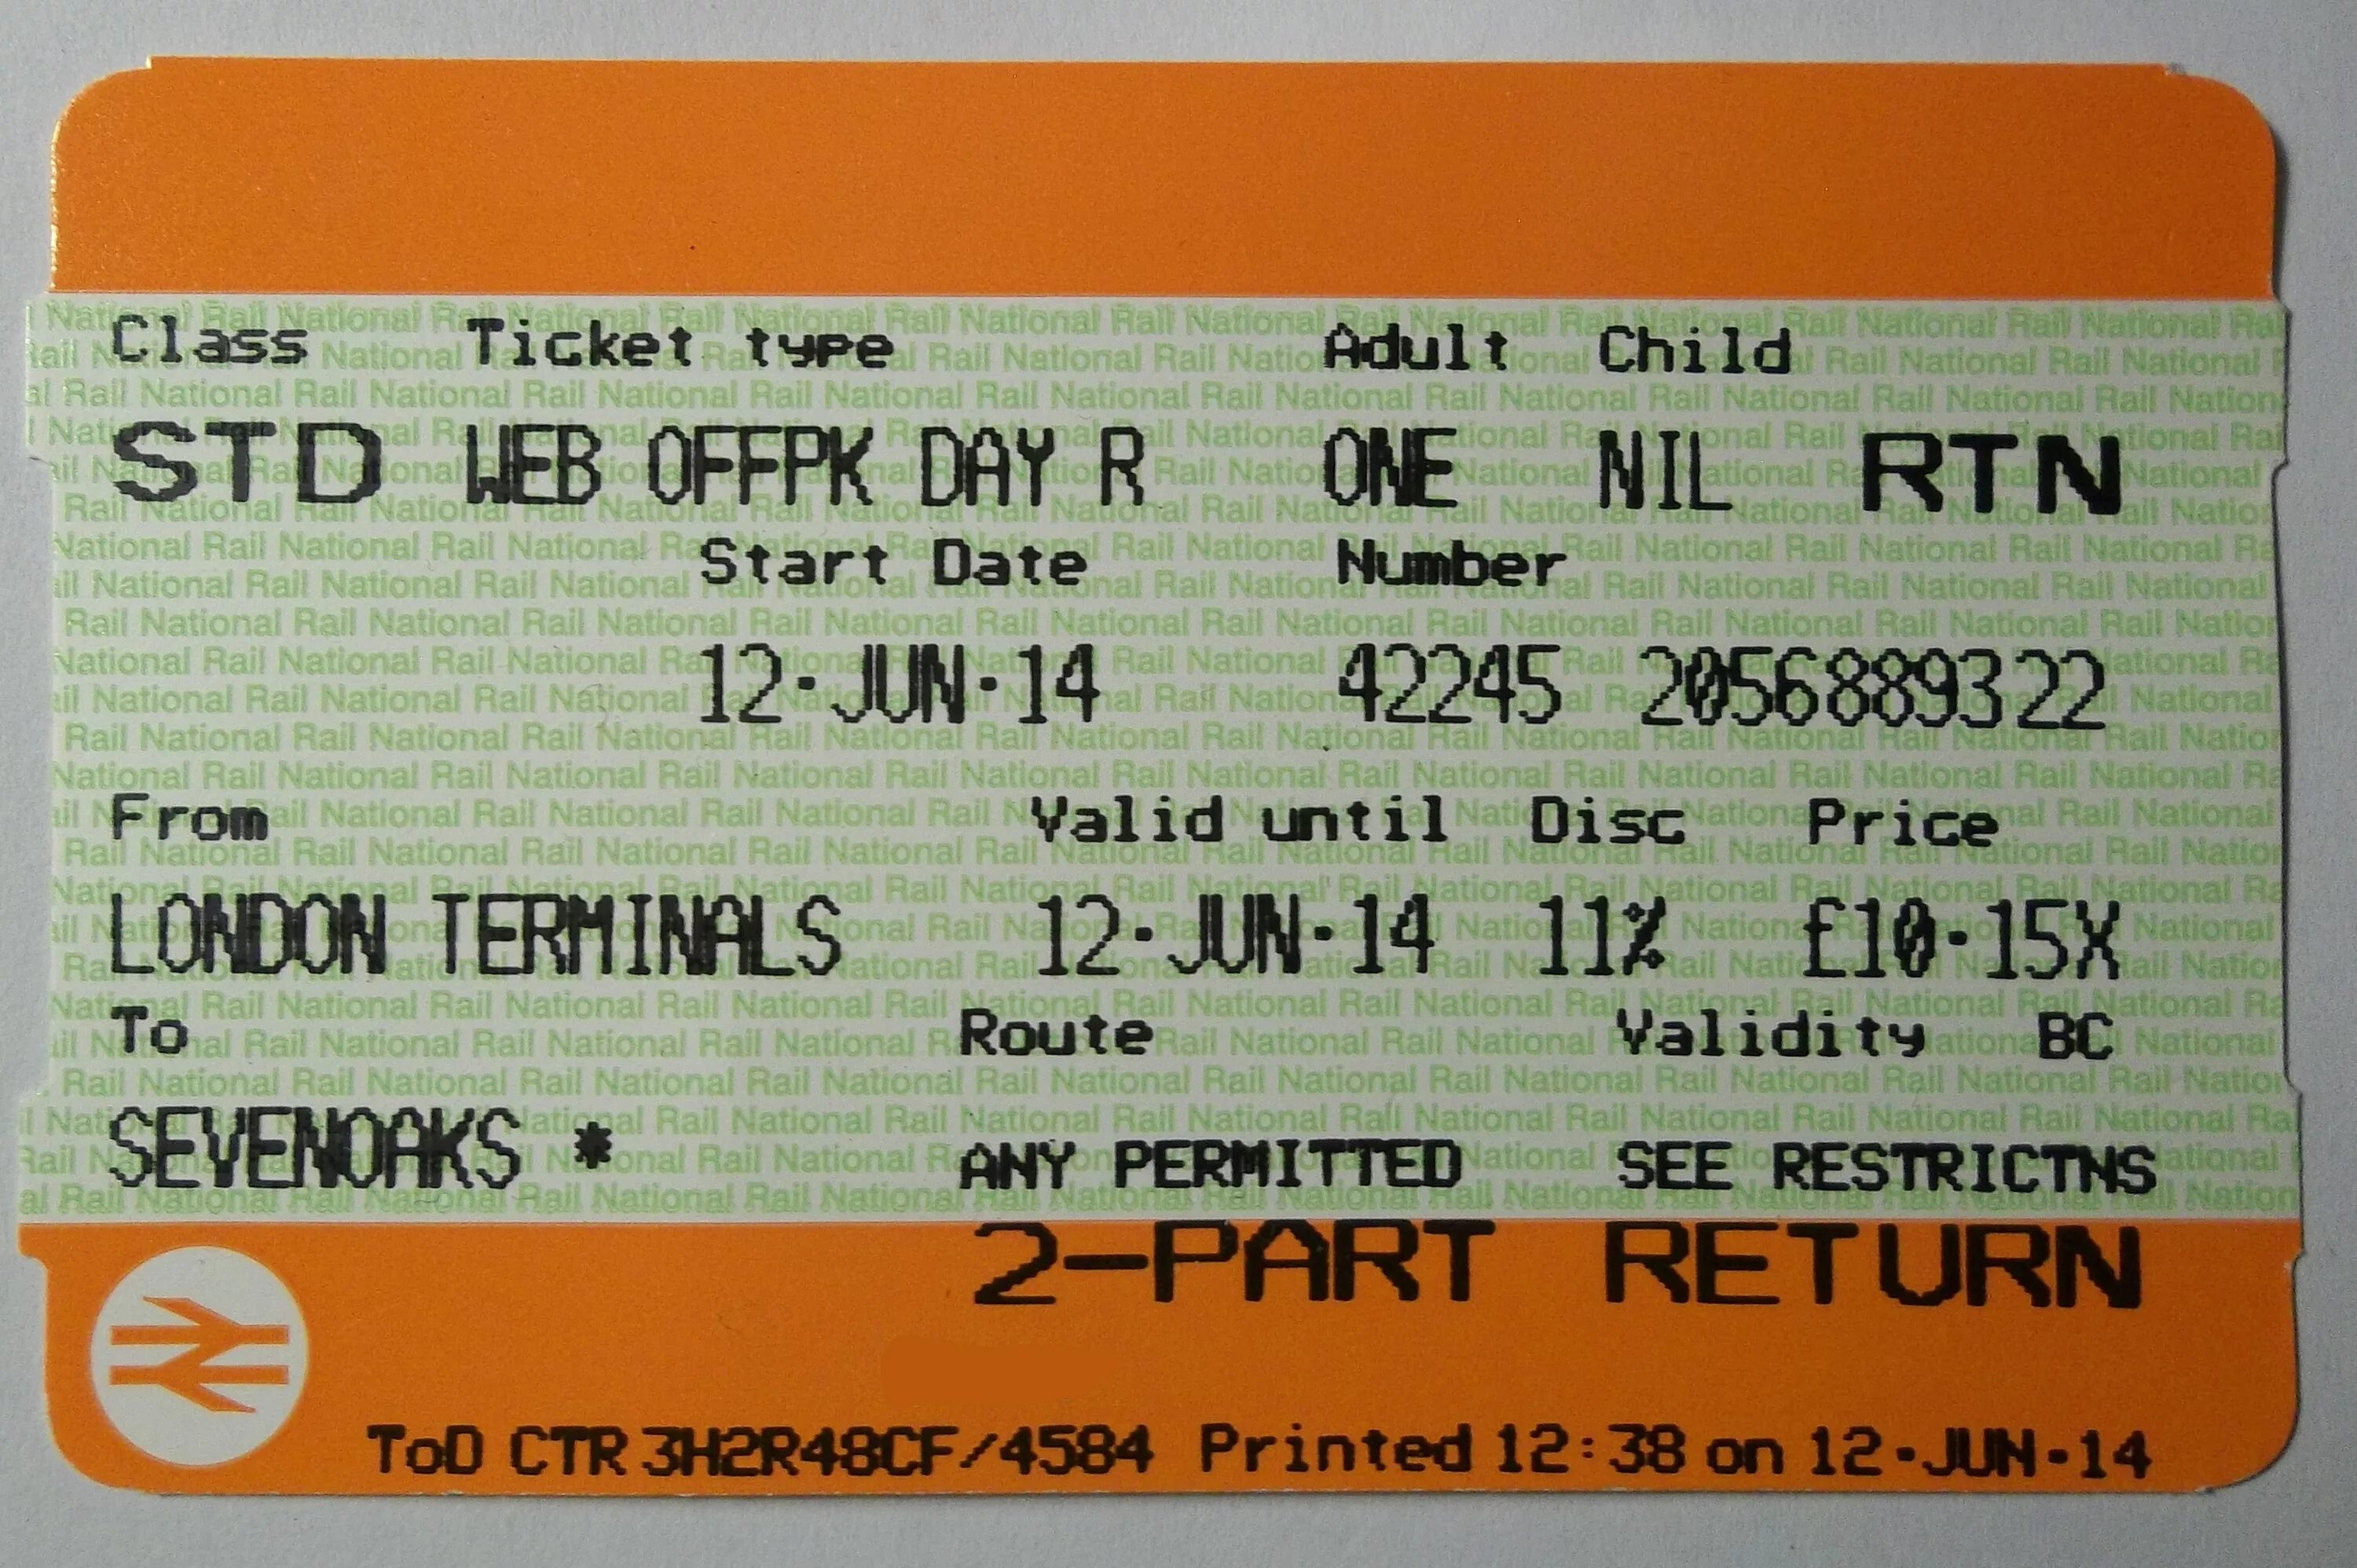 Class Ticket type Adult Child
STD WEB OFFPK DAY R ONE NIL RTN
Start Date Number
12·JUN·14 42245 2056889322
From Valid until Disc Price
LONDON TERMINALS 12·JUN·14 11% £10·15X
To Route Validity BC
SEVENOAKS * ANY PERMITTED SEE RESTRICTNS
2-PART RETURN
ToD CTR 3H2R48CF/4584 Printed 12:38 on 12·JUN·14